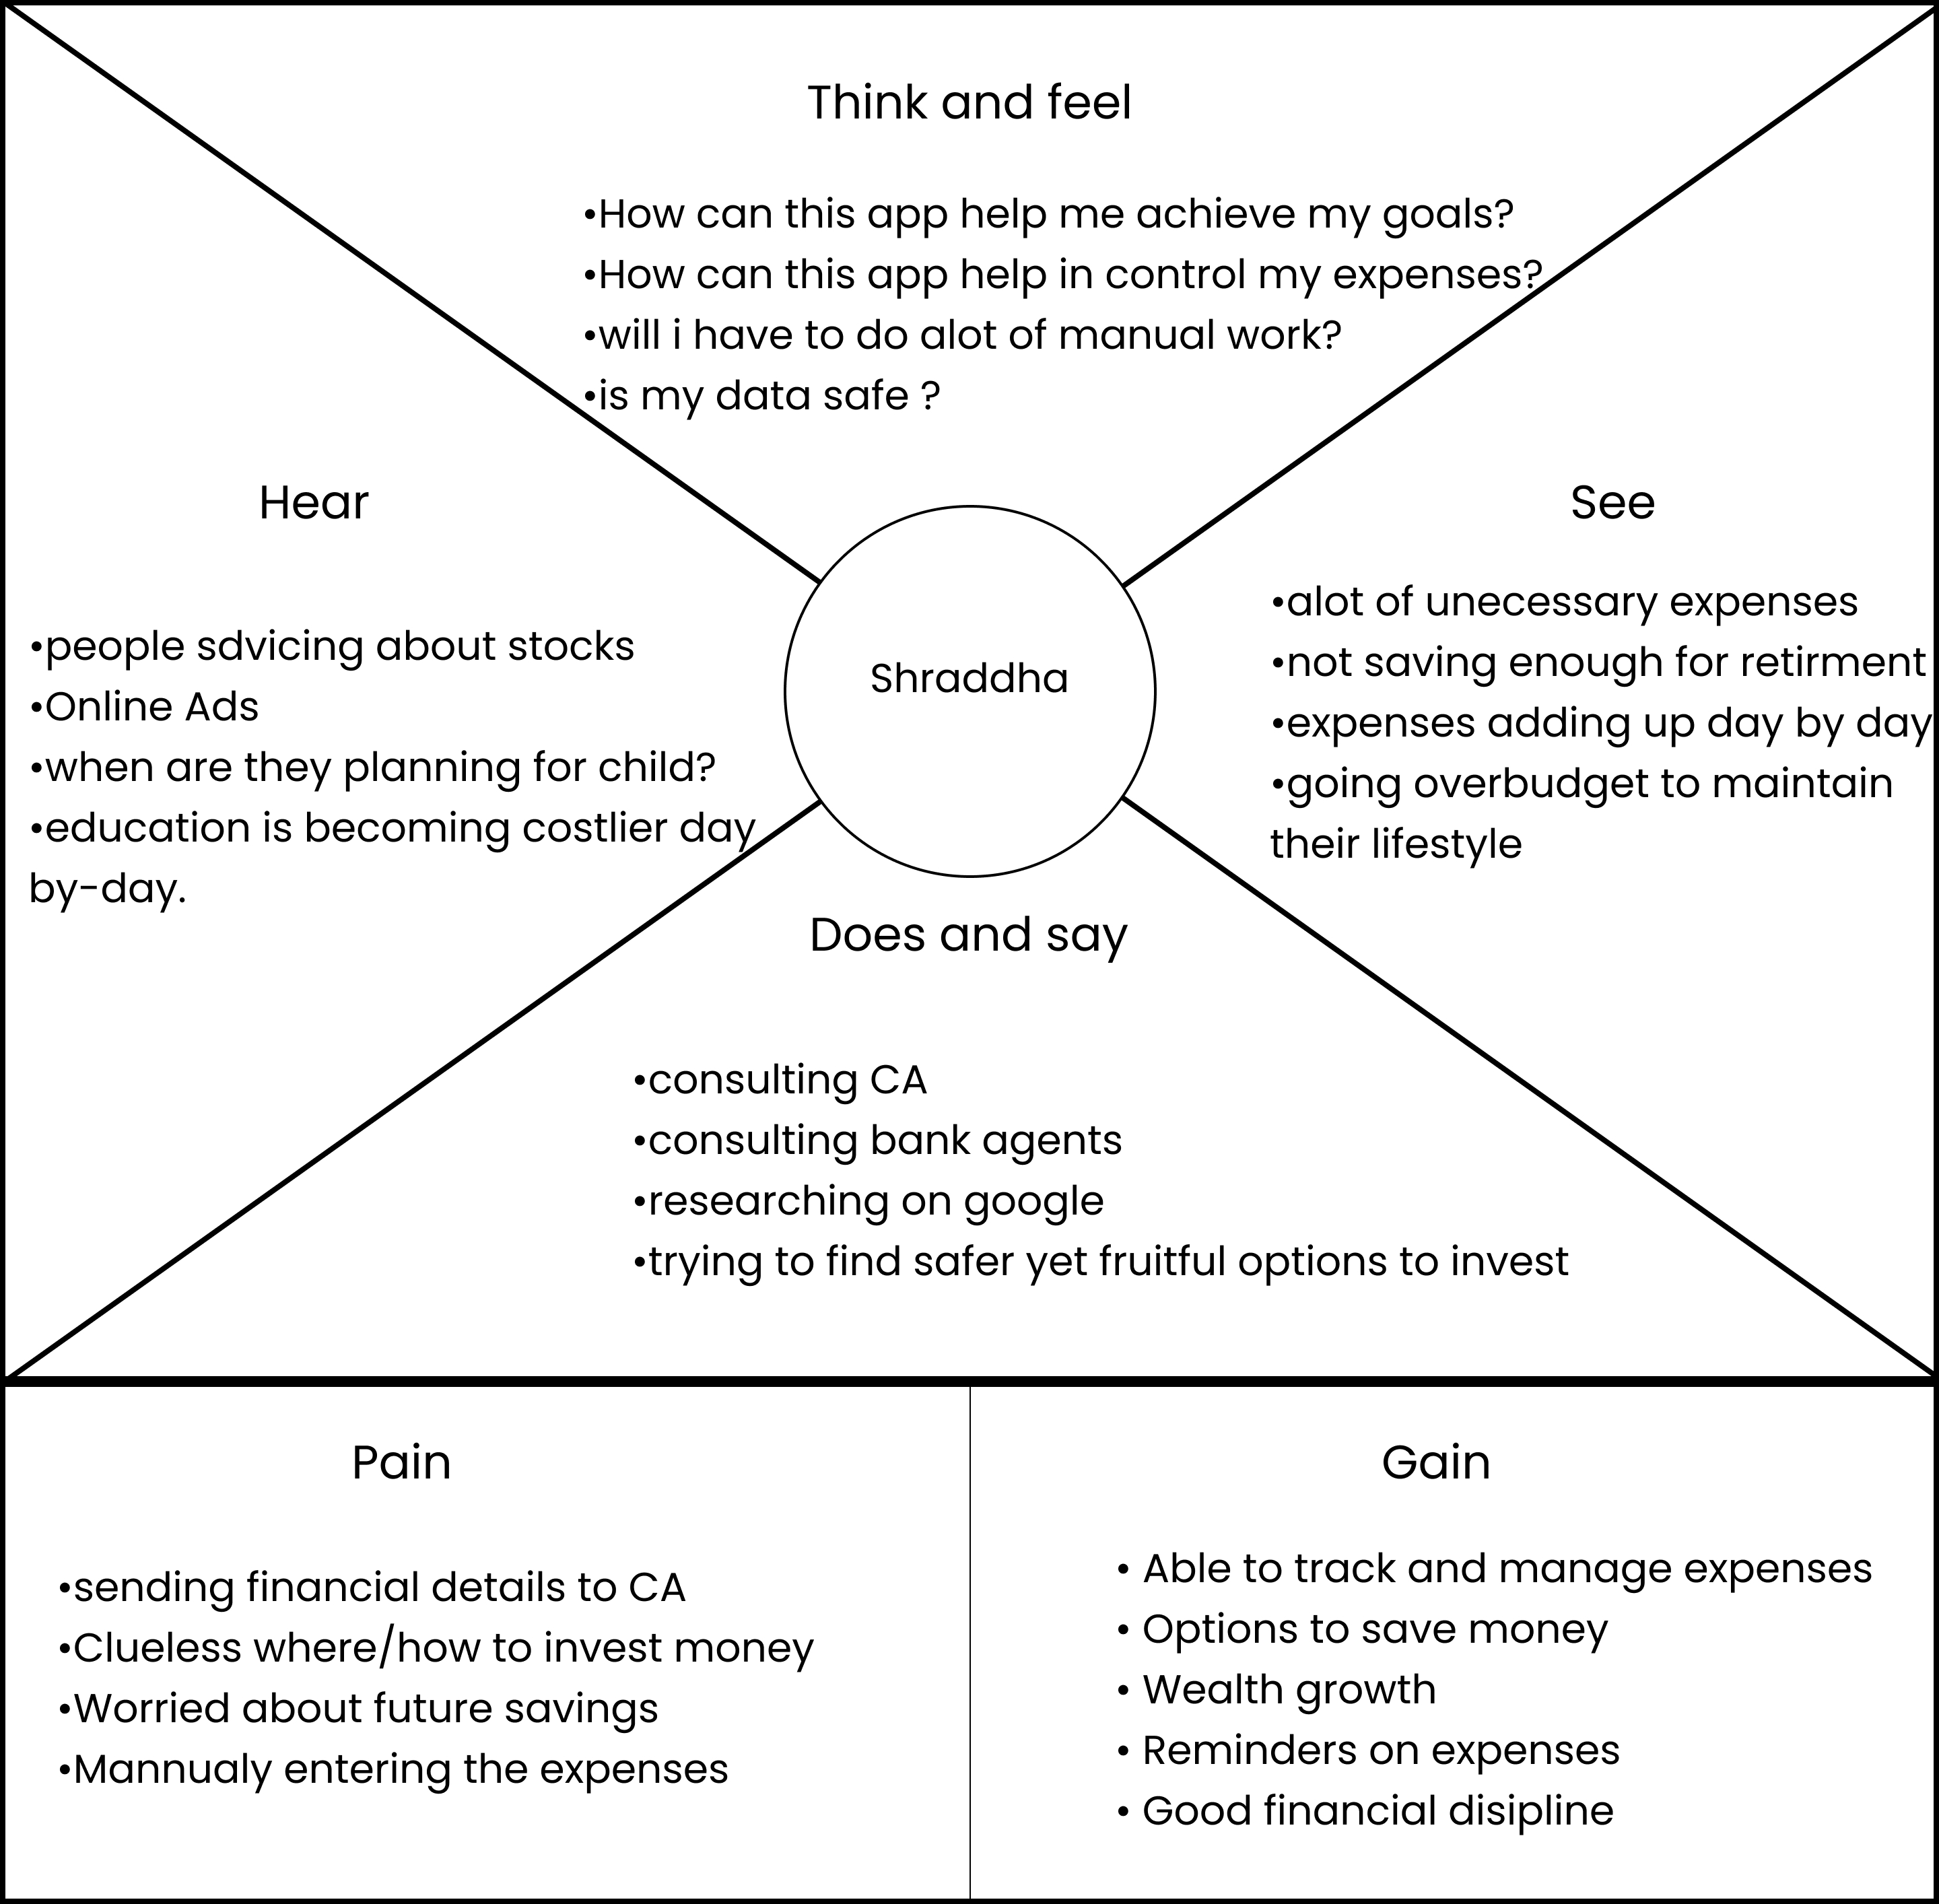 Think and feel
•How can this app help me achieve my goals?
•How can this app help in control my expenses?
•will i have to do alot of manual work?
•is my data safe ?
Hear
•people sdvicing about stocks
•Online Ads
•when are they planning for child?
•education is becoming costlier day
by-day.
Shraddha
See
•alot of unecessary expenses
•not saving enough for retirment
•expenses adding up day by day
•going overbudget to maintain
their lifestyle
Does and say
•consulting CA
•consulting bank agents
•researching on google
•trying to find safer yet fruitful options to invest
Pain
•sending financial details to CA
•Clueless where/how to invest money
•Worried about future savings
•Mannualy entering the expenses
Gain
• Able to track and manage expenses
• Options to save money
• Wealth growth
• Reminders on expenses
• Good financial disipline